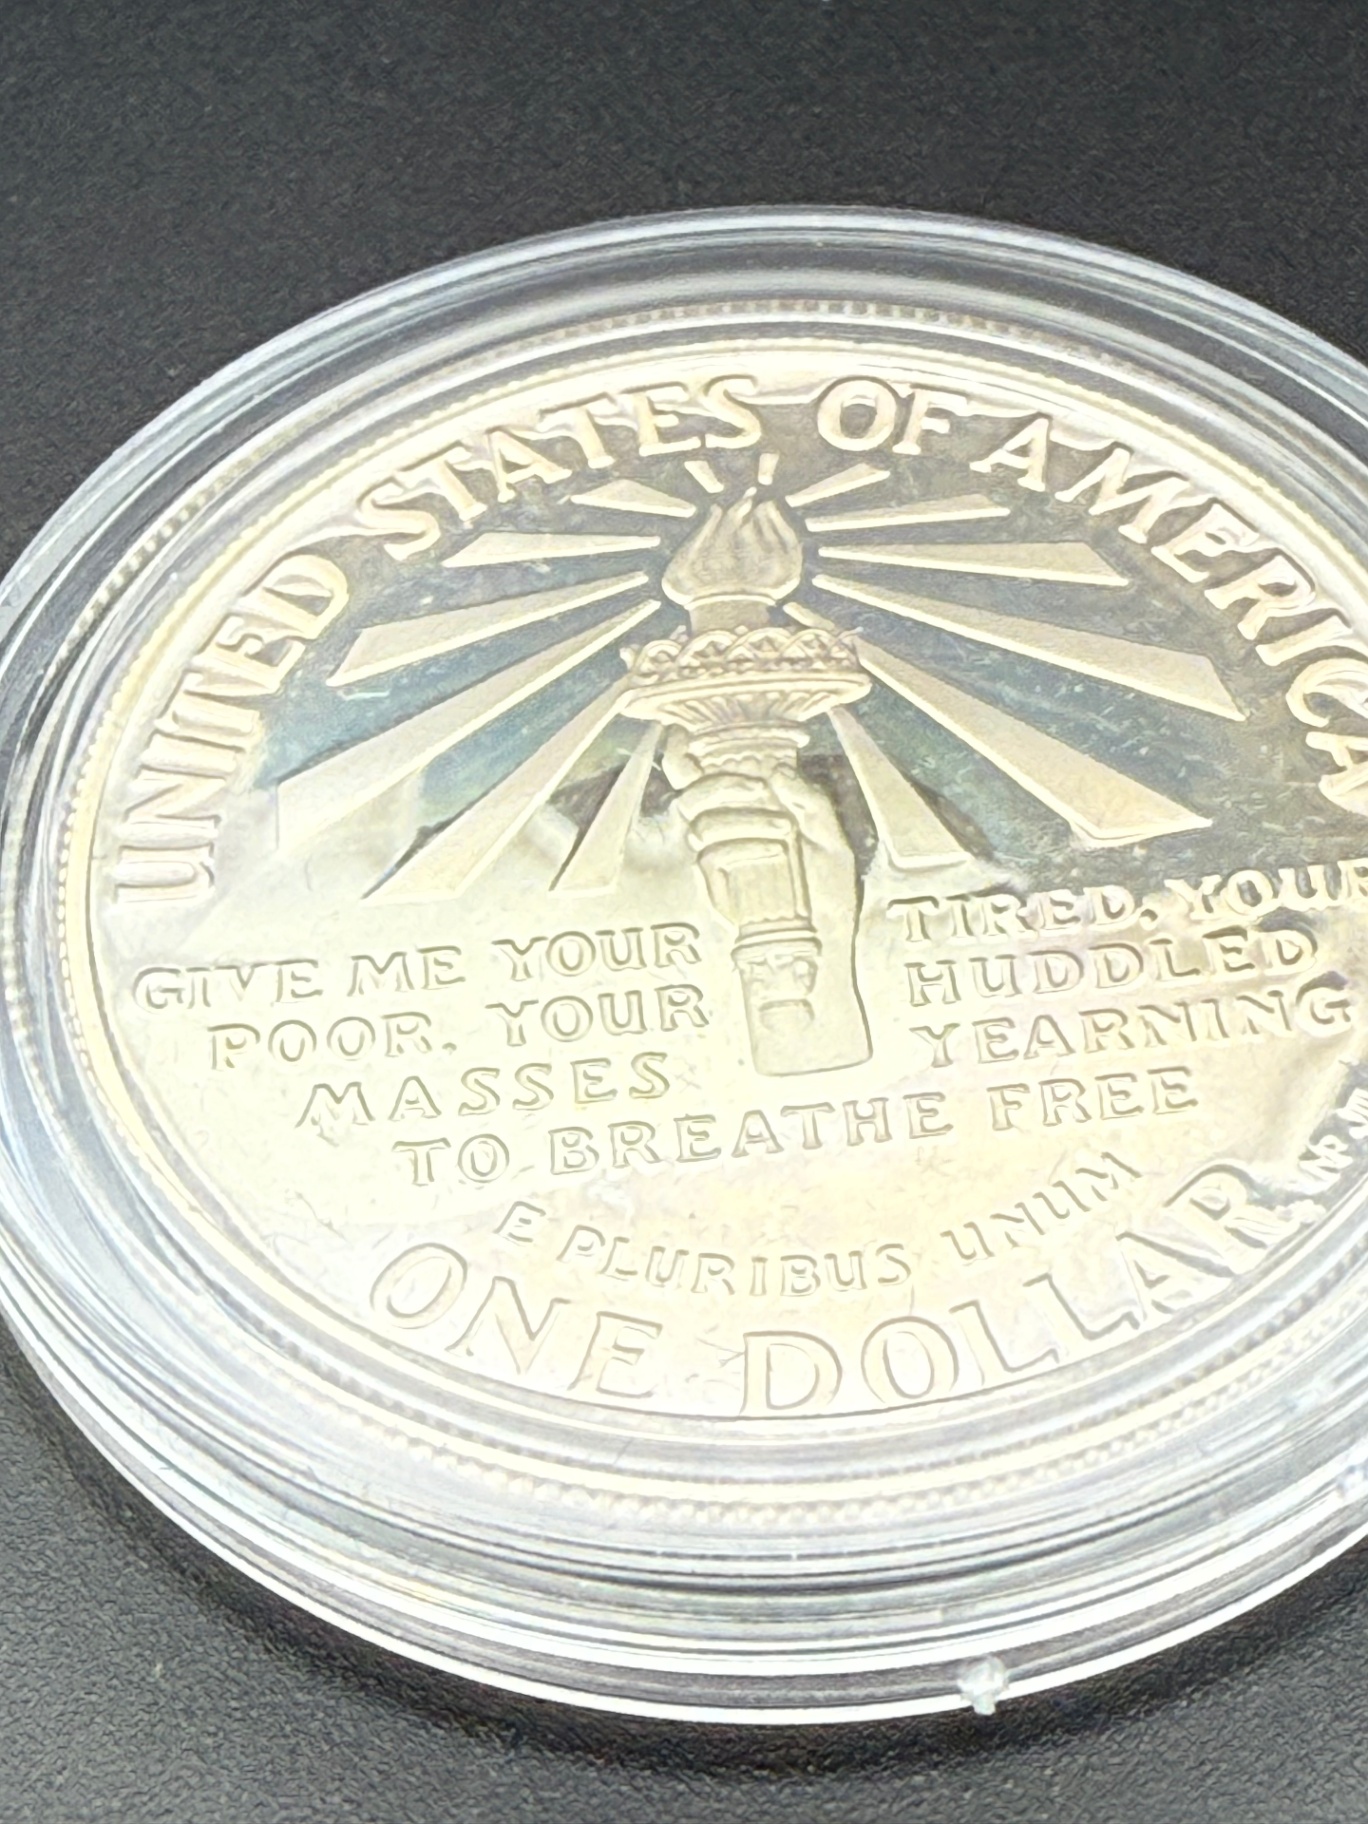 UNITED STATES OF AMERICA
GIVE ME YOUR TIRED, YOUR
POOR, YOUR HUDDLED
MASSES YEARNING
TO BREATHE FREE
E PLURIBUS UNUM
ONE DOLLAR